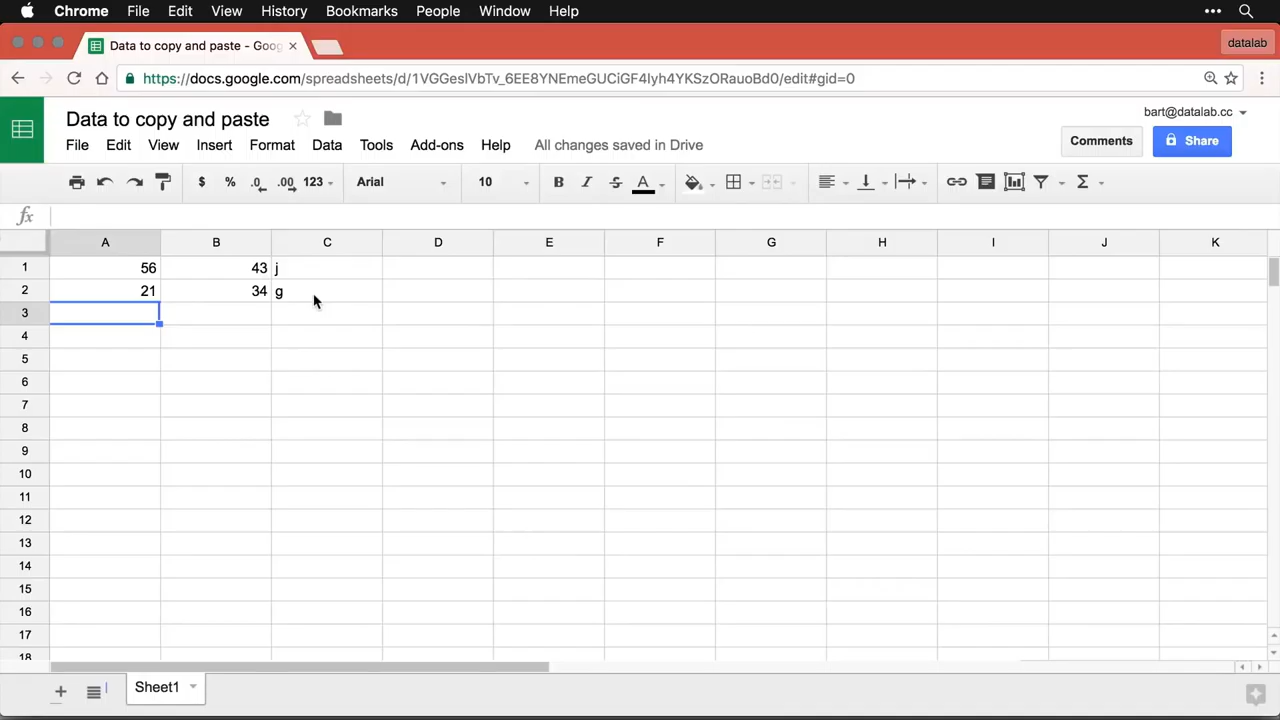 Chrome File Edit View History Bookmarks People Window Help
Data to copy and paste - Goog
datalab
https://docs.google.com/spreadsheets/d/1VGGeslVbTv_6EE8YNEmeGUCiGF4lyh4YKSzORauoBd0/edit#gid=0
Data to copy and paste
bart@datalab.cc
File Edit View Insert Format Data Tools Add-ons Help All changes saved in Drive
Comments
Share
$ % .0 .00 123 Arial 10 B I S A Σ
fx
A B C D E F G H I J K
1 56 43 j
2 21 34 g
3
4
5
6
7
8
9
10
11
12
13
14
15
16
17
18
Sheet1